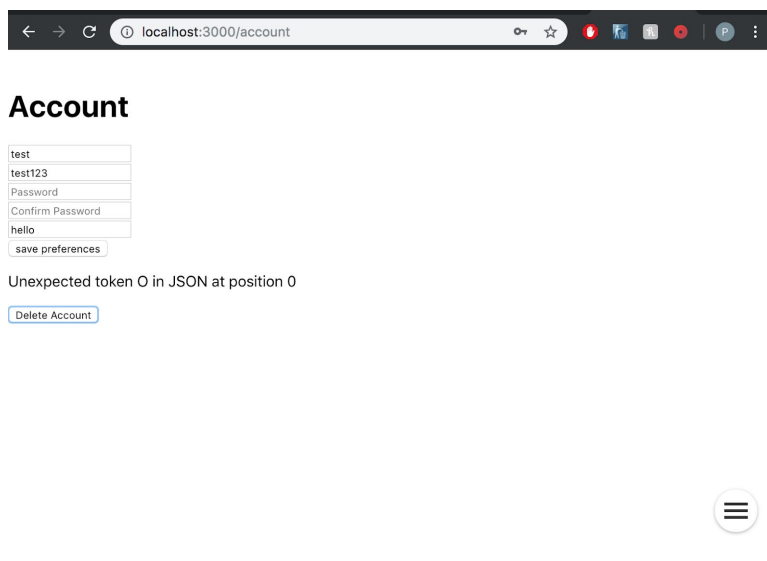 localhost:3000/account
P
Account
test
test123
Password
Confirm Password
hello
save preferences
Unexpected token O in JSON at position 0
Delete Account